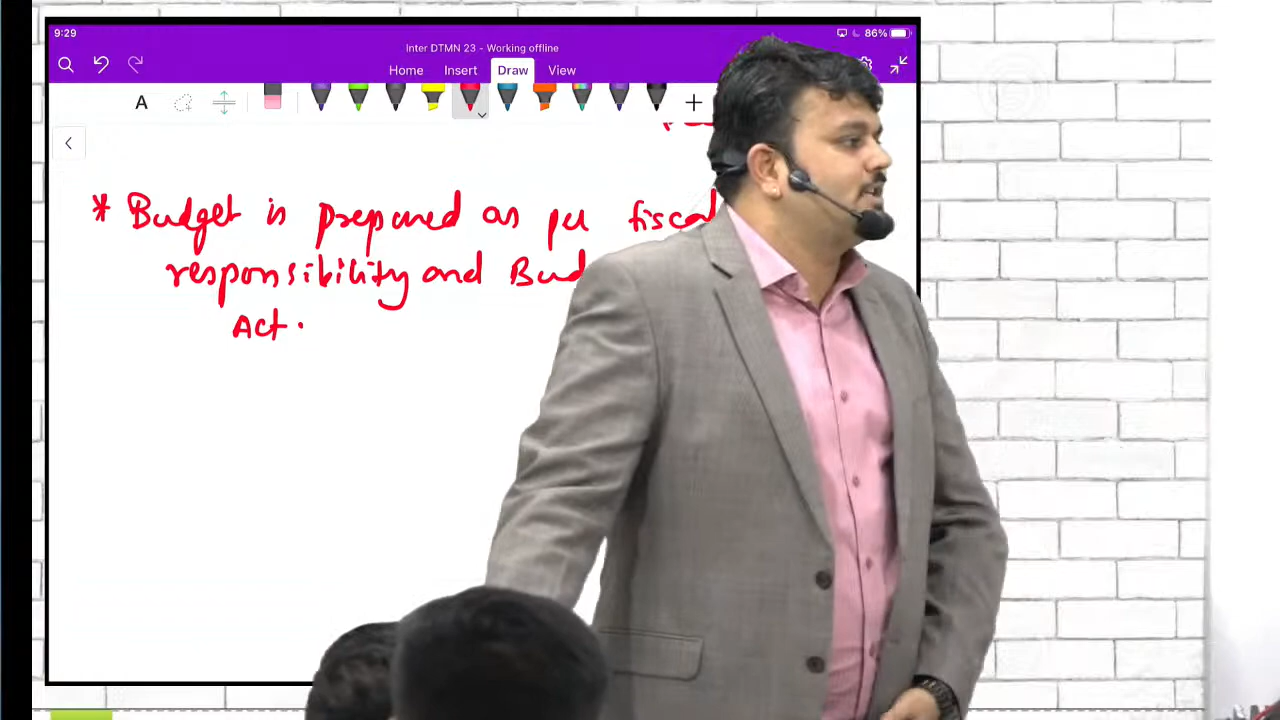 9:29
86%
Inter DTMN 23 - Working offline
Home Insert Draw View
A
* Budget is prepared as per fiscal
responsibility and Bud
Act.